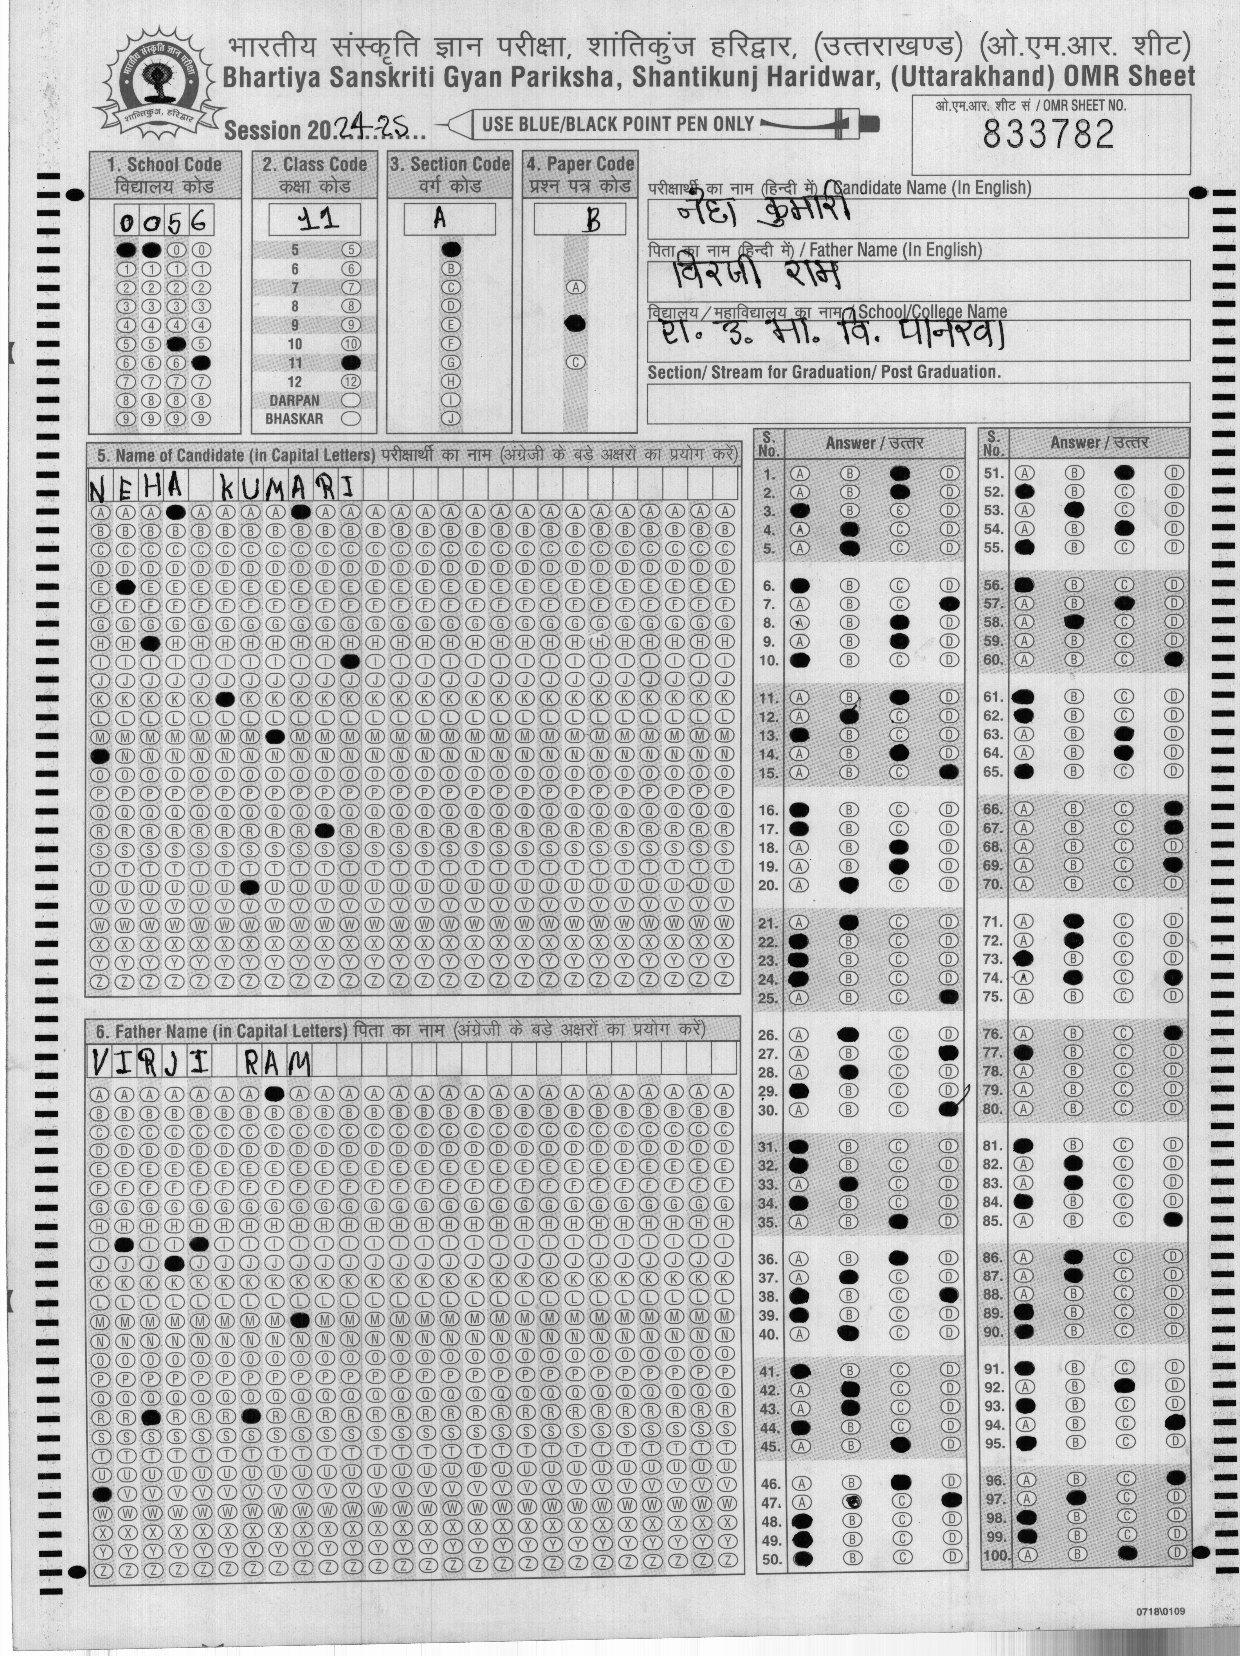 भारतीय संस्कृति ज्ञान परीक्षा, शांतिकुंज हरिद्वार, (उत्तराखण्ड) (ओ.एम.आर. शीट)
Bhartiya Sanskriti Gyan Pariksha, Shantikunj Haridwar, (Uttarakhand) OMR Sheet
Session 2024-25
USE BLUE/BLACK POINT PEN ONLY
ओ.एम.आर. शीट सं / OMR SHEET NO.
833782
1. School Code
विद्यालय कोड
0056
2. Class Code
कक्षा कोड
11
5
6
7
8
9
10
11
12
DARPAN
BHASKAR
3. Section Code
वर्ग कोड
A
4. Paper Code
प्रश्न पत्र कोड
B
परीक्षार्थी का नाम (हिन्दी में) / Candidate Name (In English)
नेहा कुमारी
पिता का नाम (हिन्दी में) / Father Name (In English)
विरजी राम
विद्यालय / महाविद्यालय का नाम / School/College Name
रा. उ. मा. वि. पानरवा
Section/ Stream for Graduation/ Post Graduation.
5. Name of Candidate (in Capital Letters) परीक्षार्थी का नाम (अंग्रेजी के बड़े अक्षरों का प्रयोग करें)
NEHA KUMARI
6. Father Name (in Capital Letters) पिता का नाम (अंग्रेजी के बड़े अक्षरों का प्रयोग करें)
VIRJI RAM
S. No. Answer / उत्तर
S. No. Answer / उत्तर
0718\0109